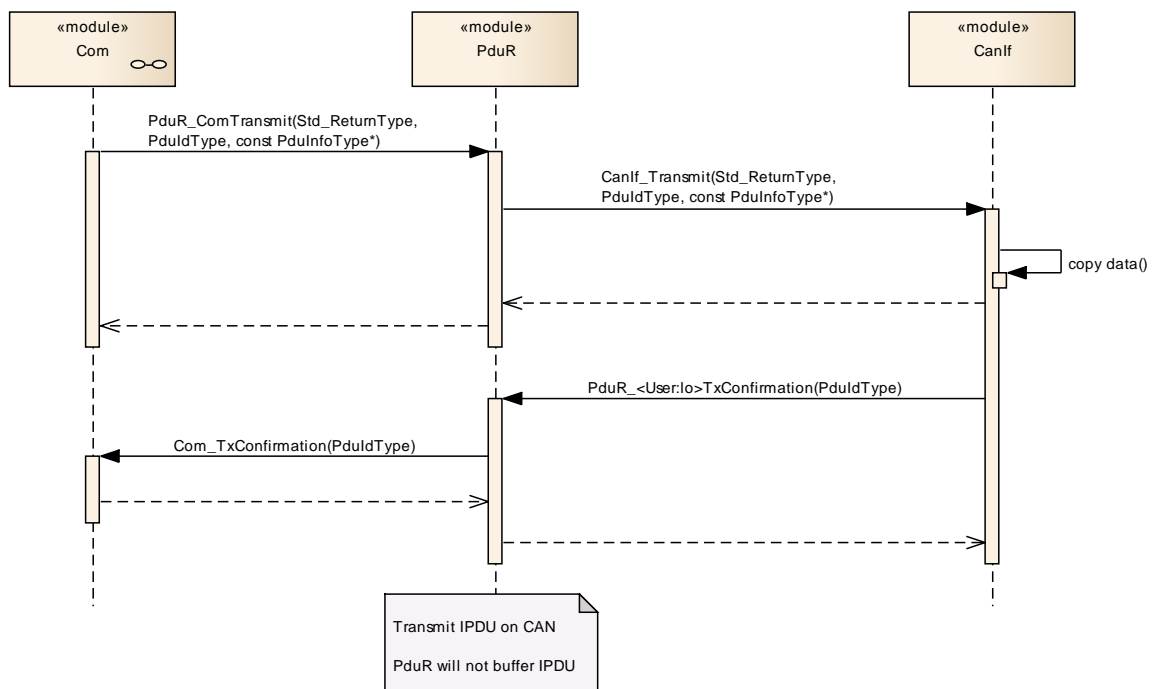 «module»
Com
«module»
PduR
«module»
CanIf
PduR_ComTransmit(Std_ReturnType,
PduIdType, const PduInfoType*)
CanIf_Transmit(Std_ReturnType,
PduIdType, const PduInfoType*)
copy data()
PduR_<User:lo>TxConfirmation(PduIdType)
Com_TxConfirmation(PduIdType)
Transmit IPDU on CAN
PduR will not buffer IPDU